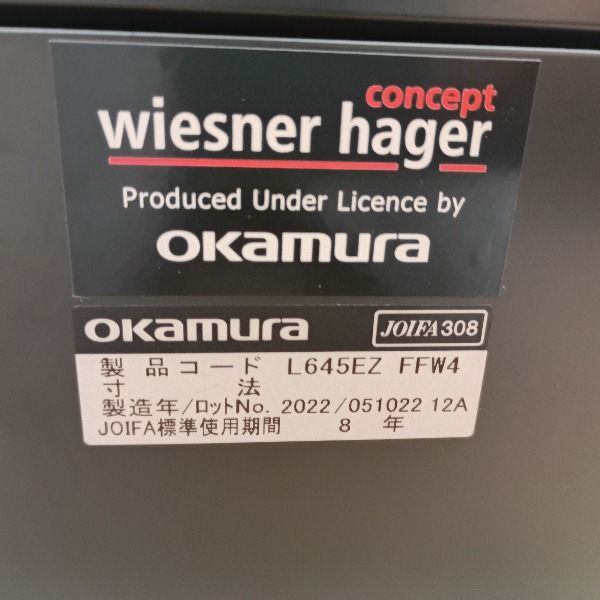 concept
wiesner hager
Produced Under Licence by
okamura
okamura JOIFA308
製品コード L645EZ FFW4
寸法
製造年/ロットNo. 2022/051022 12A
JOIFA標準使用期間 8 年